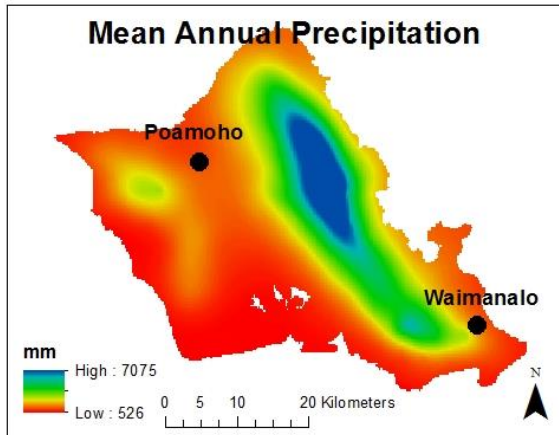 Mean Annual Precipitation
Poamoho
Waimanalo
mm
High : 7075
Low : 526
0 5 10 20 Kilometers
N